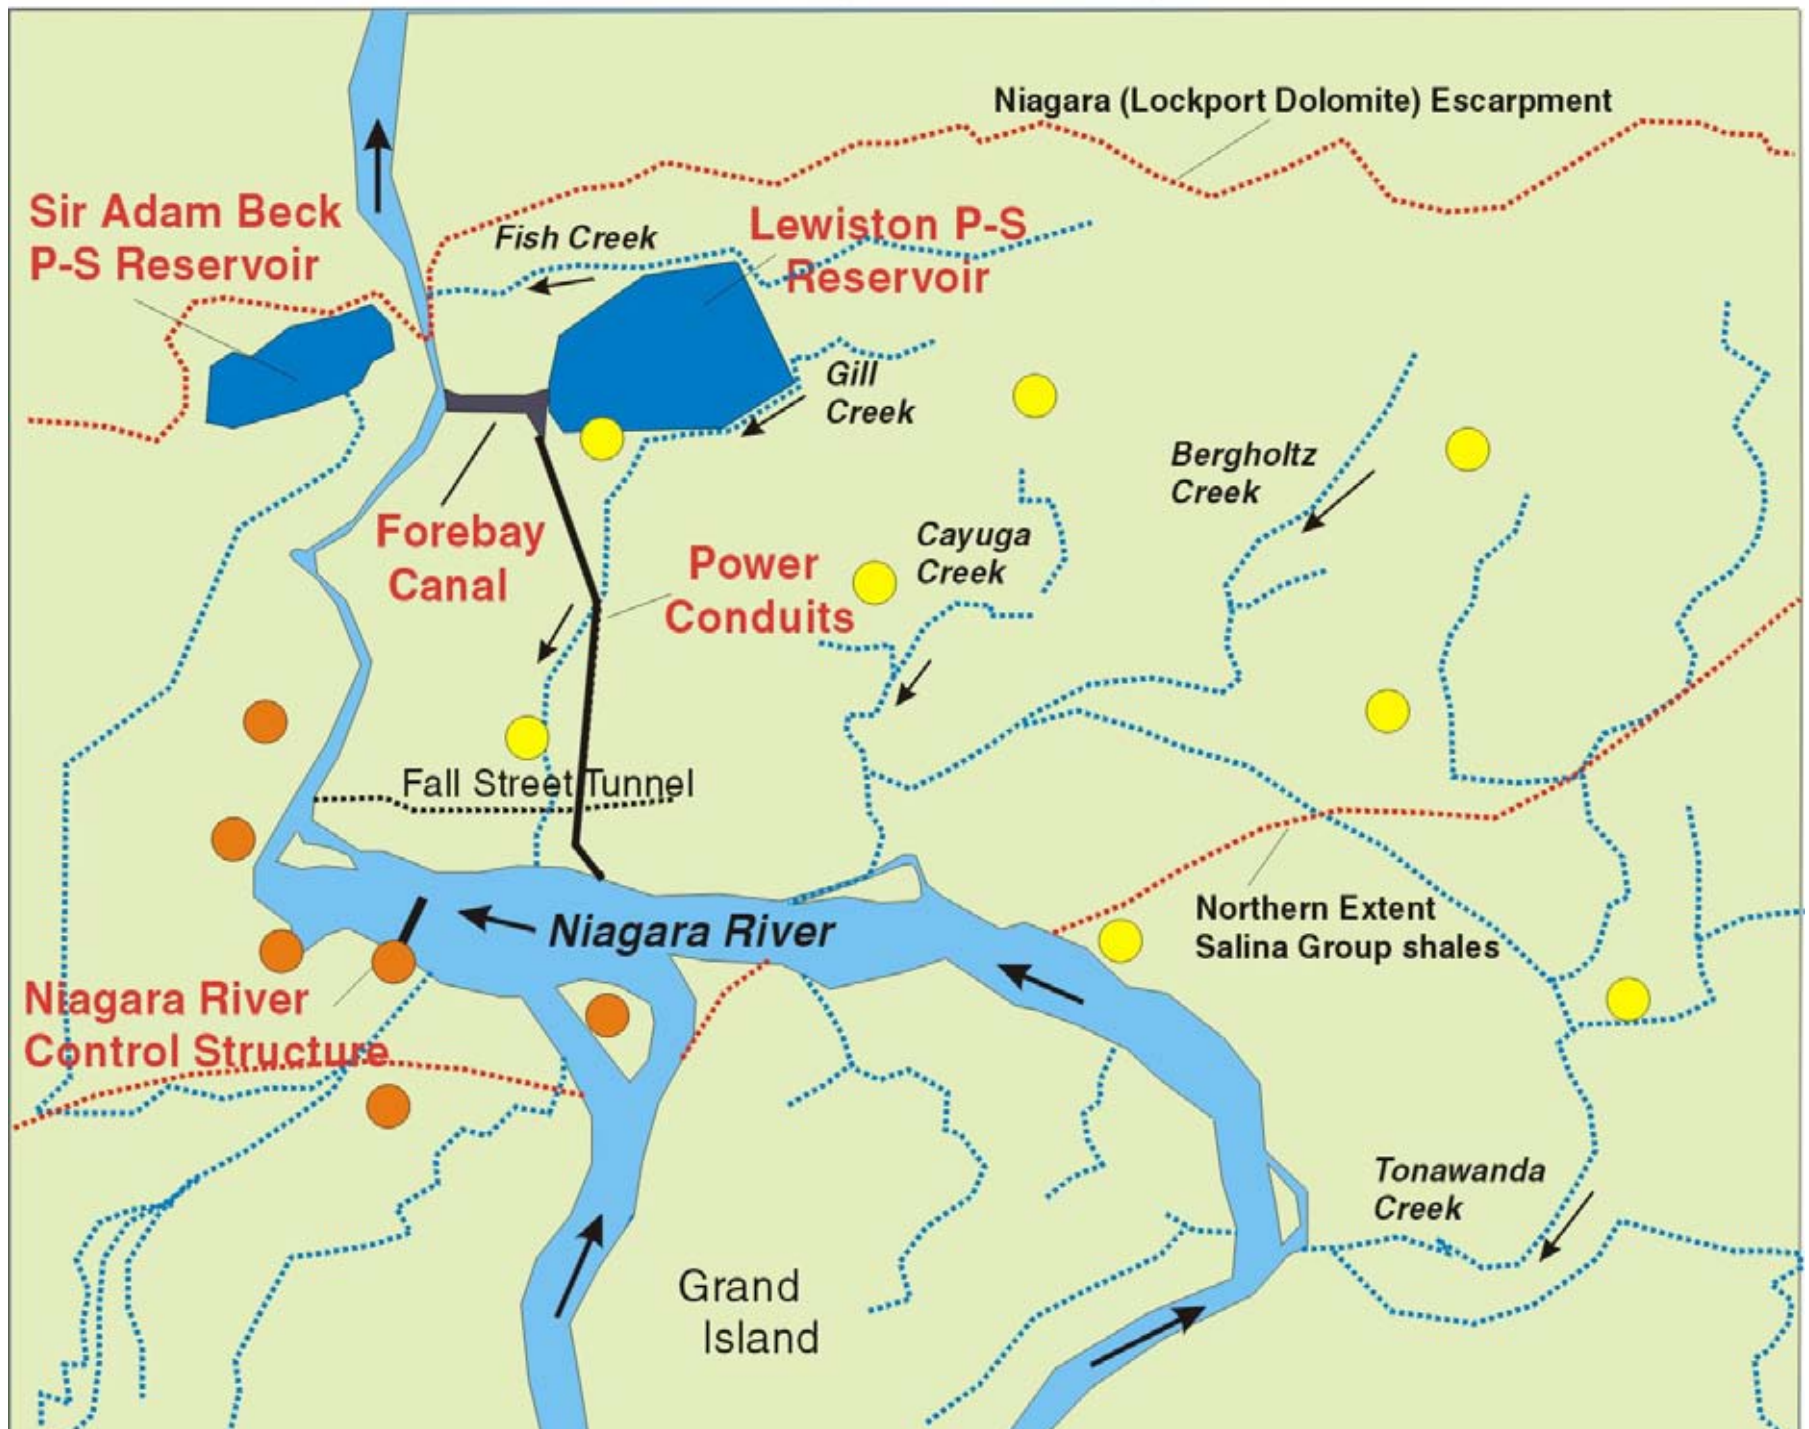 Niagara (Lockport Dolomite) Escarpment
Sir Adam Beck
P-S Reservoir
Fish Creek
Lewiston P-S
Reservoir
Gill
Creek
Bergholtz
Creek
Forebay
Canal
Cayuga
Creek
Power
Conduits
Fall Street Tunnel
Niagara River
Northern Extent
Salina Group shales
Niagara River
Control Structure
Tonawanda
Creek
Grand
Island